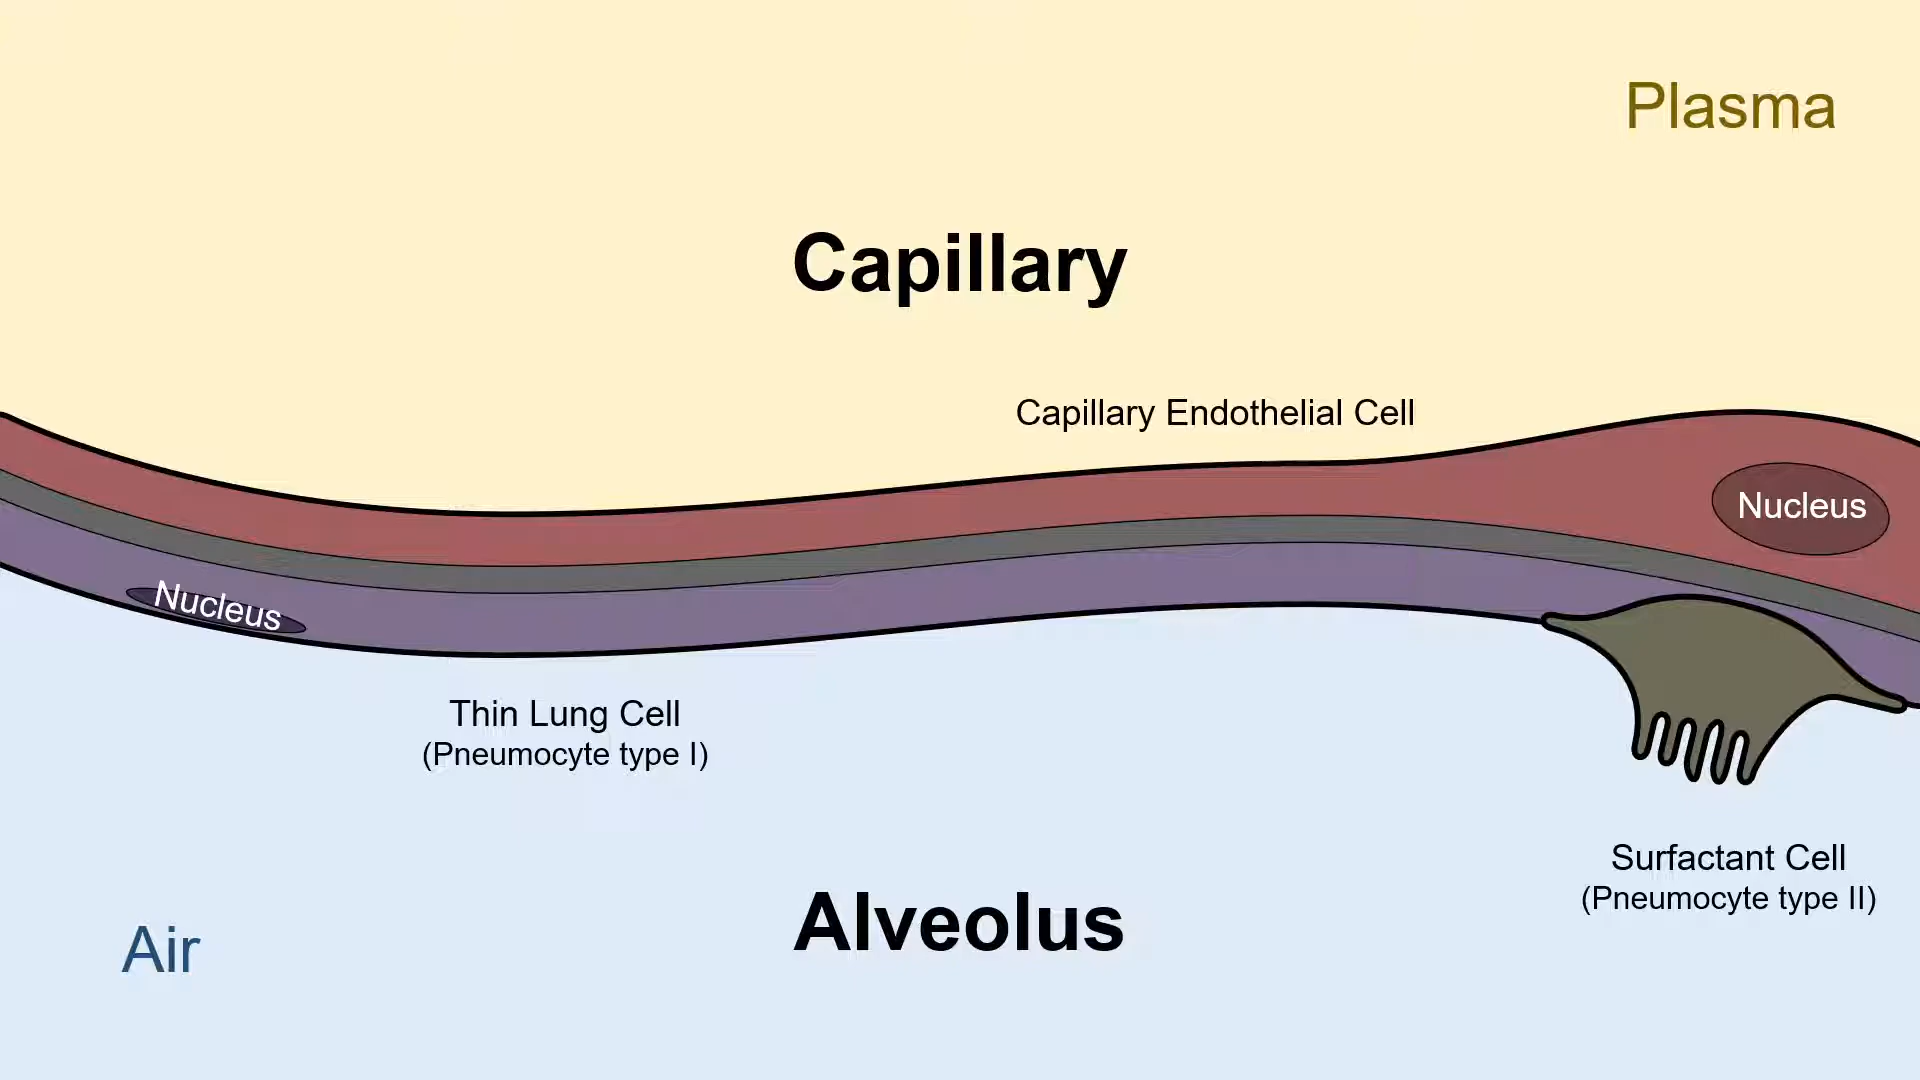 Plasma
Capillary
Capillary Endothelial Cell
Nucleus
Nucleus
Thin Lung Cell
(Pneumocyte type I)
Surfactant Cell
(Pneumocyte type II)
Alveolus
Air